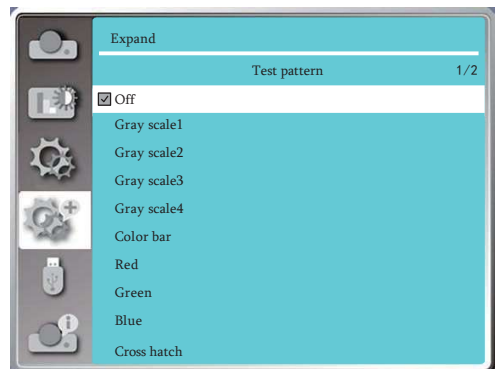 Expand
Test pattern 1/2
Off
Gray scale1
Gray scale2
Gray scale3
Gray scale4
Color bar
Red
Green
Blue
Cross hatch